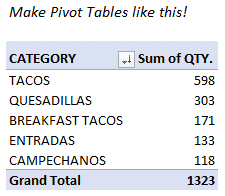 Make Pivot Tables like this!
CATEGORY Sum of QTY.
TACOS 598
QUESADILLAS 303
BREAKFAST TACOS 171
ENTRADAS 133
CAMPECHANOS 118
Grand Total 1323